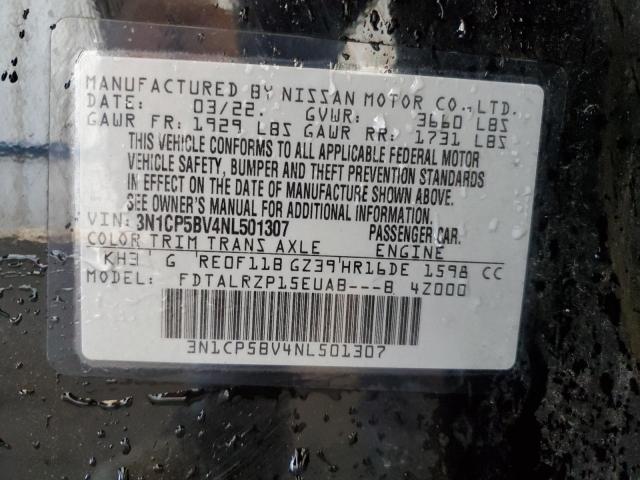 MANUFACTURED BY NISSAN MOTOR CO.,LTD.
DATE: 03/22. GVWR: 3660 LBS
GAWR FR: 1929 LBS GAWR RR: 1731 LBS
THIS VEHICLE CONFORMS TO ALL APPLICABLE FEDERAL MOTOR
VEHICLE SAFETY, BUMPER AND THEFT PREVENTION STANDARDS
IN EFFECT ON THE DATE OF MANUFACTURE SHOWN ABOVE.
SEE OWNER'S MANUAL FOR ADDITIONAL INFORMATION.
VIN: 3N1CP5BV4NL501307 PASSENGER CAR.
COLOR TRIM TRANS AXLE ENGINE
KH3 ' G 'RE0F11B GZ39'HR16DE 1598 CC
MODEL: FDTALRZP15EUAB---B 4Z000
3N1CP5BV4NL501307